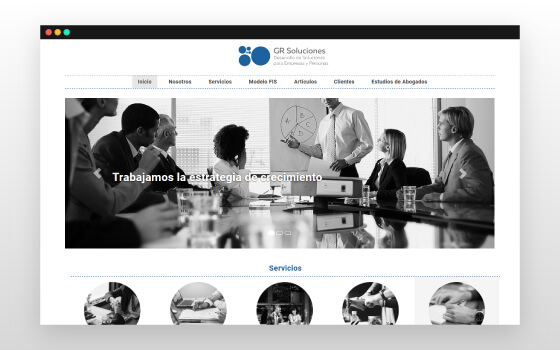 GR Soluciones
Desarrollo de Soluciones
para Empresas y Personas
Inicio Nosotros Servicios Modelo FIS Artículos Clientes Estudios de Abogados
A B C D
Trabajamos la estrategia de crecimiento
Servicios